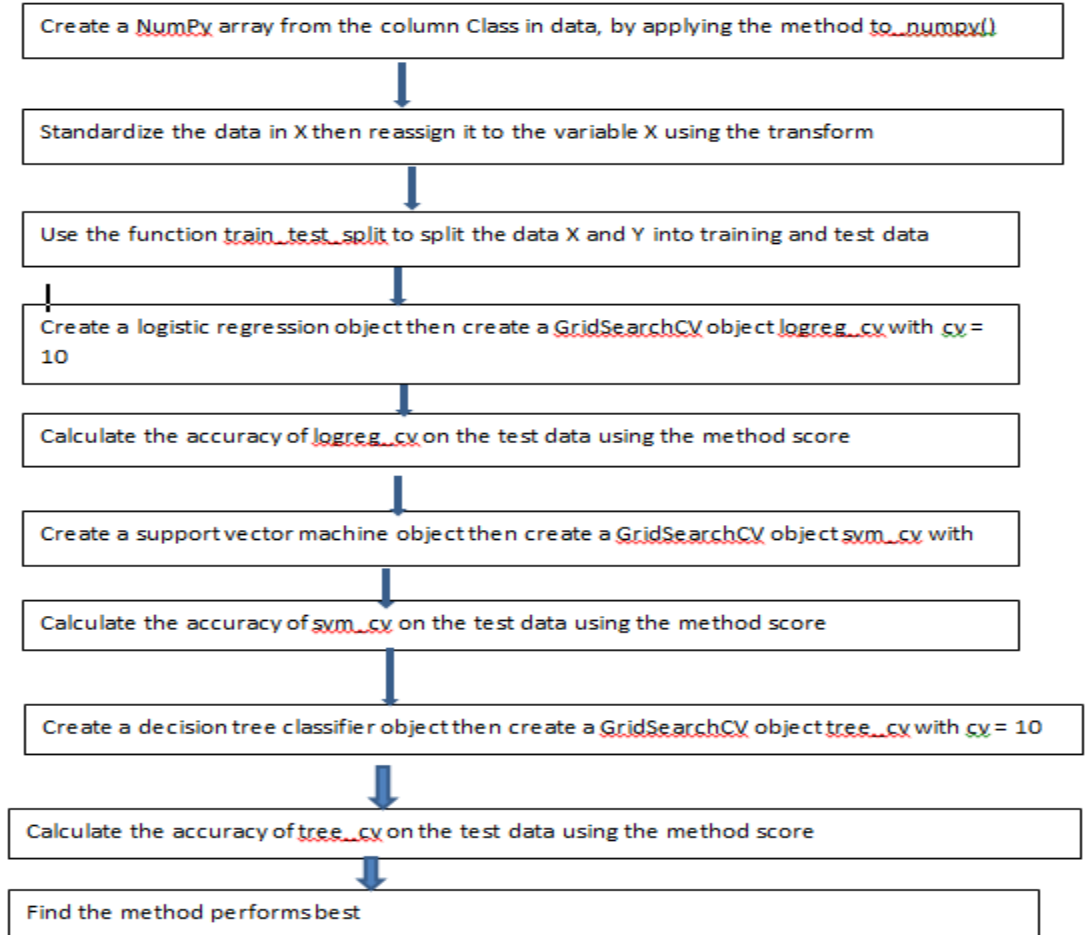 Create a NumPy array from the column Class in data, by applying the method to_numpy()
Standardize the data in X then reassign it to the variable X using the transform
Use the function train_test_split to split the data X and Y into training and test data
Create a logistic regression object then create a GridSearchCV object logreg_cv with cv =
10
Calculate the accuracy of logreg_cv on the test data using the method score
Create a support vector machine object then create a GridSearchCV object svm_cv with
Calculate the accuracy of svm_cv on the test data using the method score
Create a decision tree classifier object then create a GridSearchCV object tree_cv with cv = 10
Calculate the accuracy of tree_cv on the test data using the method score
Find the method performs best